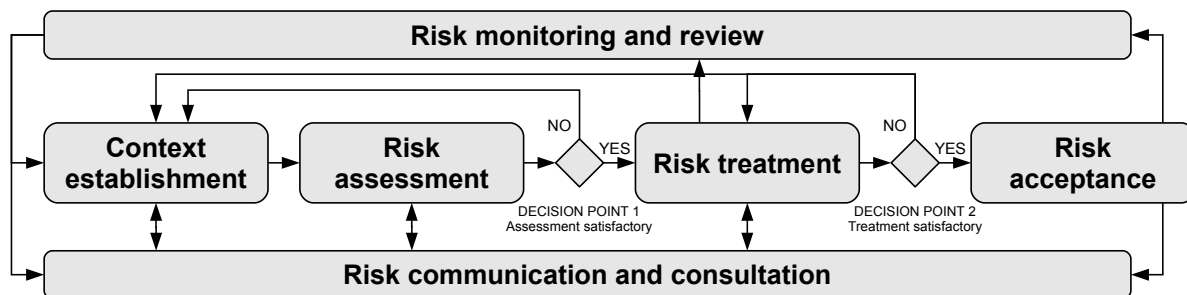 Risk monitoring and review
NO
NO
Context
establishment
Risk
assessment
YES
Risk treatment
YES
Risk
acceptance
DECISION POINT 1
Assessment satisfactory
DECISION POINT 2
Treatment satisfactory
Risk communication and consultation